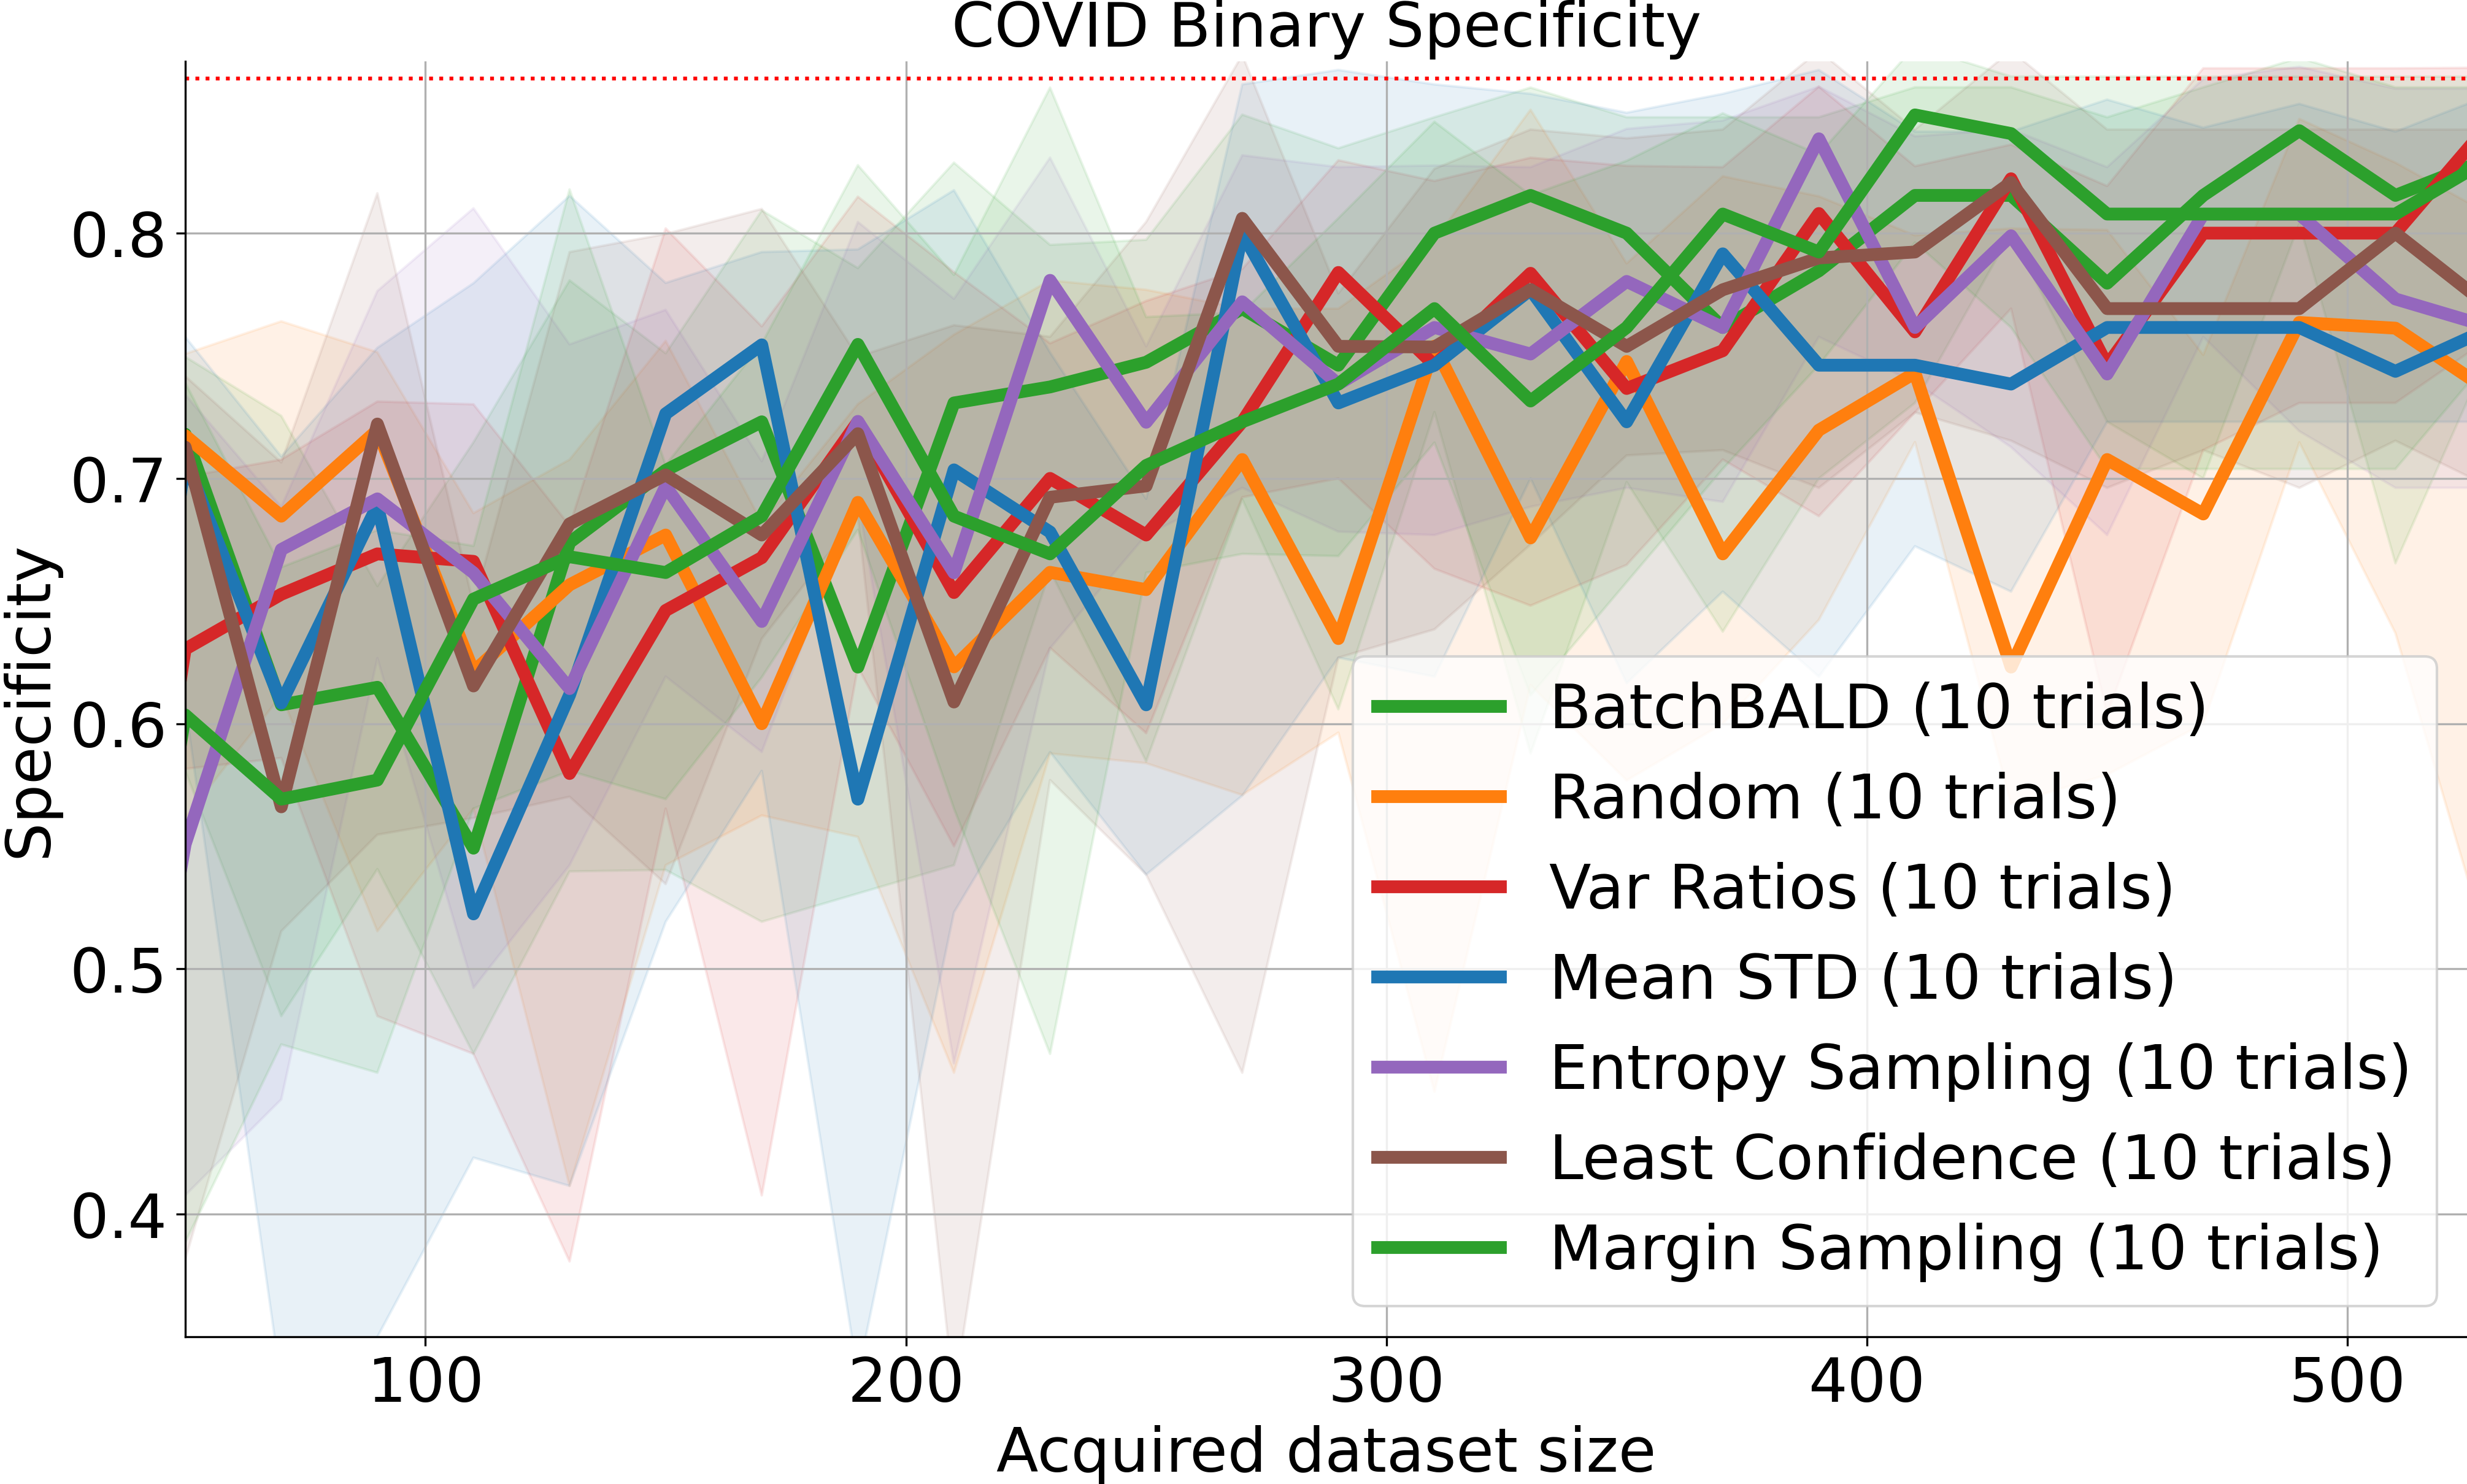 COVID Binary Specificity
Specificity
0.8
0.7
0.6
0.5
0.4
100
200
300
400
500
Acquired dataset size
BatchBALD (10 trials)
Random (10 trials)
Var Ratios (10 trials)
Mean STD (10 trials)
Entropy Sampling (10 trials)
Least Confidence (10 trials)
Margin Sampling (10 trials)